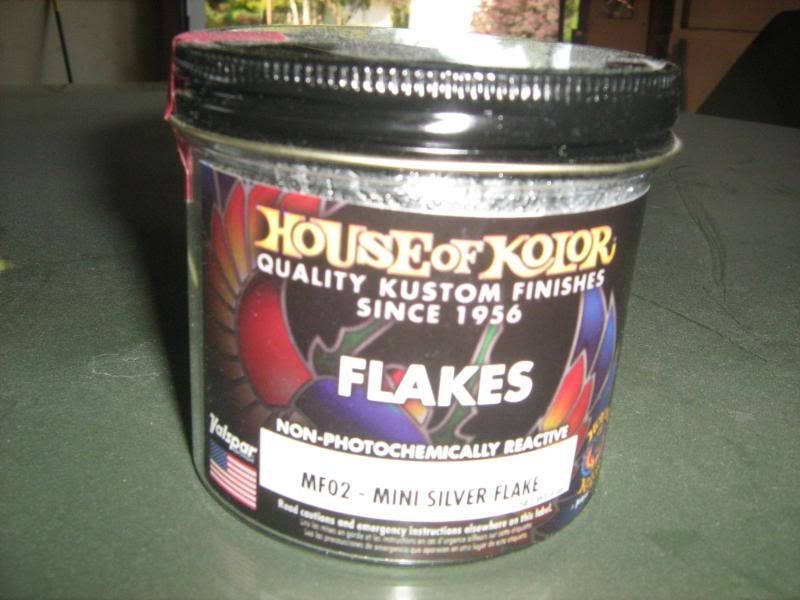 HOUSE OF KOLOR
QUALITY KUSTOM FINISHES
SINCE 1956
FLAKES
Valspar
NON-PHOTOCHEMICALLY REACTIVE
MF02 - MINI SILVER FLAKE
Read cautions and emergency instructions elsewhere on this label.